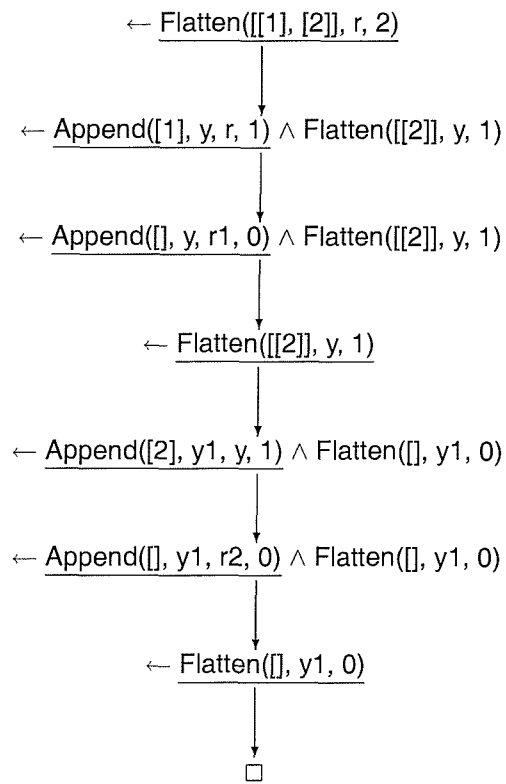 ← Flatten([[1], [2]], r, 2)
← Append([1], y, r, 1) ∧ Flatten([[2]], y, 1)
← Append([], y, r1, 0) ∧ Flatten([[2]], y, 1)
← Flatten([[2]], y, 1)
← Append([2], y1, y, 1) ∧ Flatten([], y1, 0)
← Append([], y1, r2, 0) ∧ Flatten([], y1, 0)
← Flatten([], y1, 0)
□